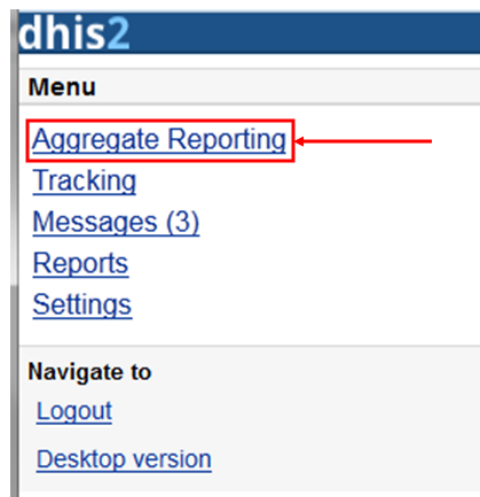 dhis2
Menu
Aggregate Reporting
Tracking
Messages (3)
Reports
Settings
Navigate to
Logout
Desktop version